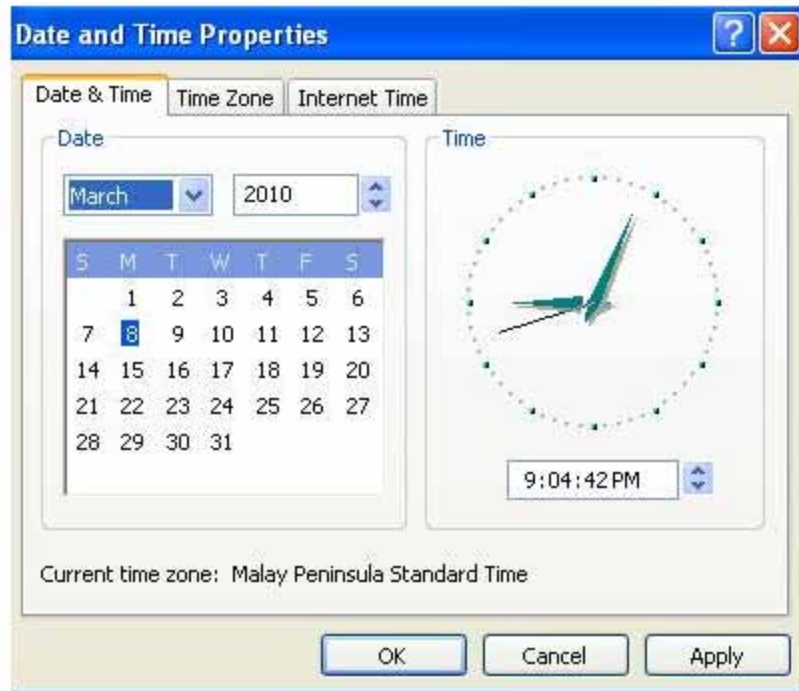 Date and Time Properties
Date & Time Time Zone Internet Time
Date
March 2010
S M T W T F S
1 2 3 4 5 6
7 8 9 10 11 12 13
14 15 16 17 18 19 20
21 22 23 24 25 26 27
28 29 30 31
Time
9:04:42 PM
Current time zone: Malay Peninsula Standard Time
OK Cancel Apply